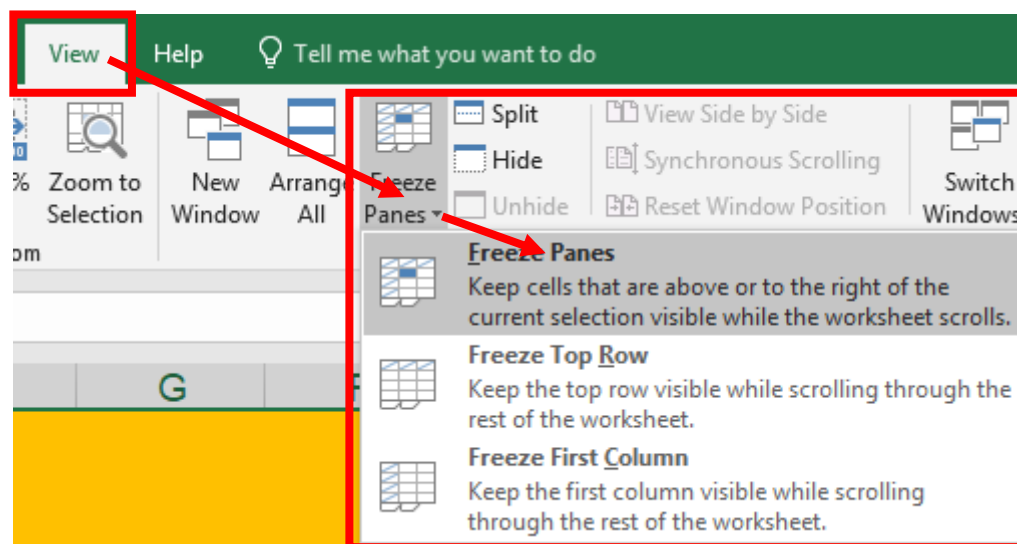 View Help Tell me what you want to do
Split View Side by Side
Hide Synchronous Scrolling
% Zoom to New Arrange Freeze Switch
Selection Window All Panes Unhide Reset Window Position Windows
om
Freeze Panes
Keep cells that are above or to the right of the
current selection visible while the worksheet scrolls.
G
Freeze Top Row
Keep the top row visible while scrolling through the
rest of the worksheet.
Freeze First Column
Keep the first column visible while scrolling
through the rest of the worksheet.